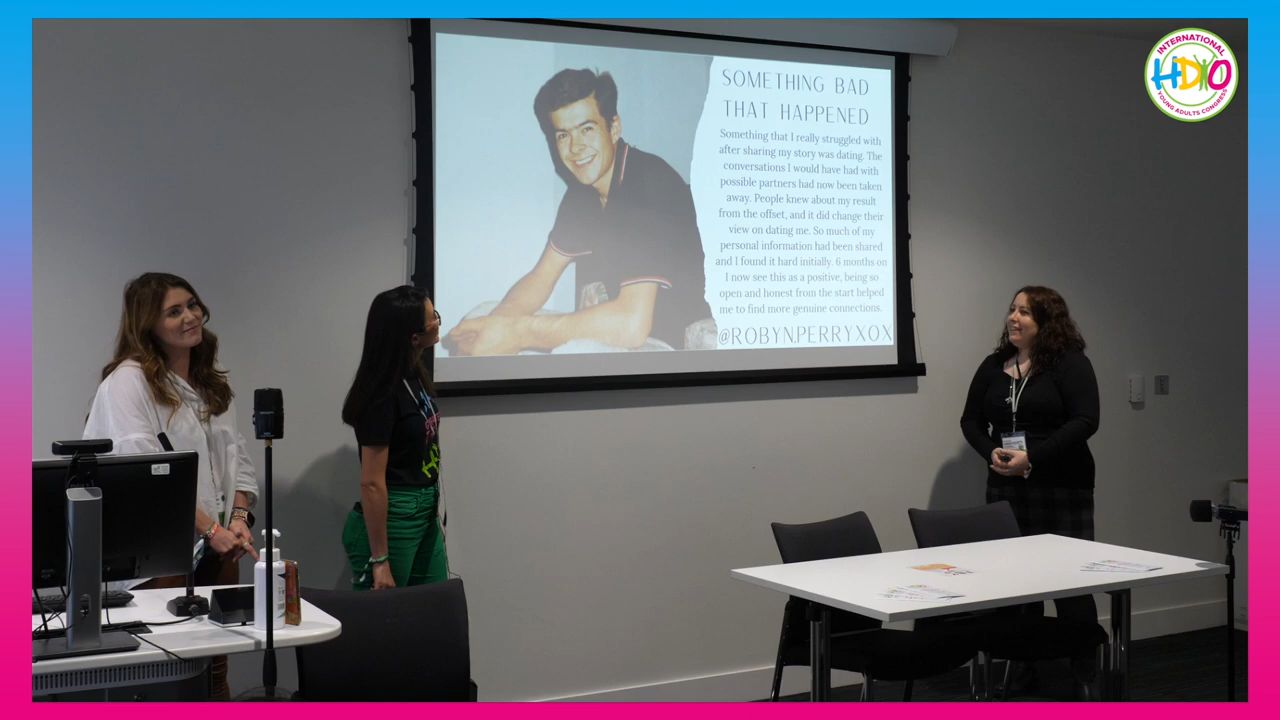 INTERNATIONAL
HDYO
YOUNG ADULTS CONGRESS
SOMETHING BAD
THAT HAPPENED
Something that I really struggled with
after sharing my story was dating. The
conversations I would have had with
possible partners had now been taken
away. People knew about my result
from the offset, and it did change their
view on dating me. So much of my
personal information had been shared
and I found it hard initially. 6 months on
I now see this as a positive, being so
open and honest from the start helped
me to find more genuine connections.
@ROBYN.PERRYXOX